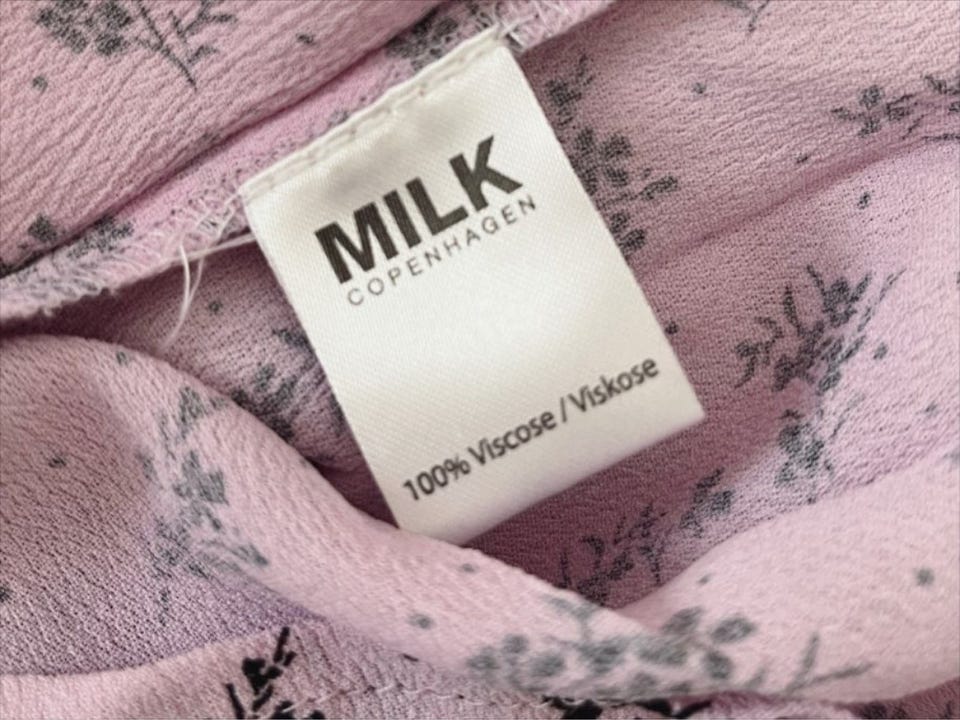 MILK
COPENHAGEN
100% Viscose / Viskose